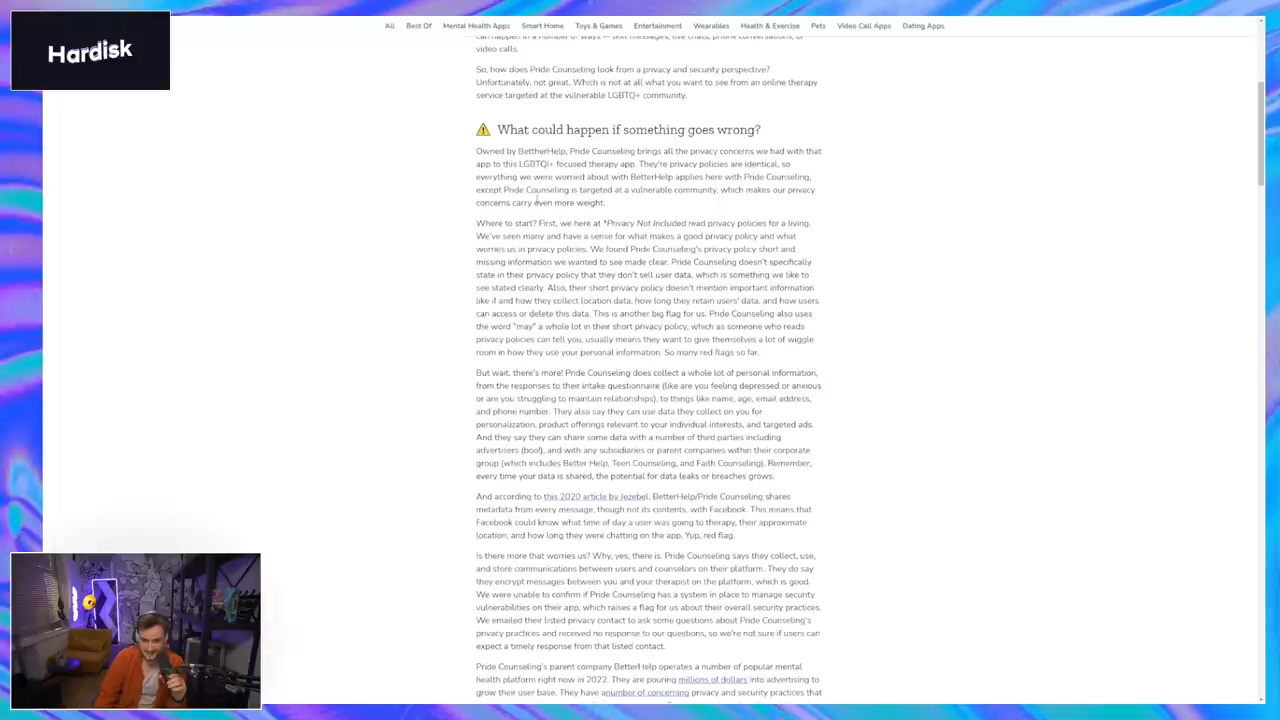 Hardisk
All Best Of Mental Health Apps Smart Home Toys & Games Entertainment Wearables Health & Exercise Pets Video Call Apps Dating Apps
can happen in a number of ways -- text messages, live chats, phone conversations, or
video calls.
So, how does Pride Counseling look from a privacy and security perspective?
Unfortunately, not great. Which is not at all what you want to see from an online therapy
service targeted at the vulnerable LGBTQ+ community.
What could happen if something goes wrong?
Owned by BettherHelp, Pride Counseling brings all the privacy concerns we had with that
app to this LGBTQI+ focused therapy app. They're privacy policies are identical, so
everything we were worried about with BetterHelp applies here with Pride Counseling,
except Pride Counseling is targeted at a vulnerable community, which makes our privacy
concerns carry even more weight.
Where to start? First, we here at *Privacy Not Included read privacy policies for a living.
We've seen many and have a sense for what makes a good privacy policy and what
worries us in privacy policies. We found Pride Counseling's privacy policy short and
missing information we wanted to see made clear. Pride Counseling doesn't specifically
state in their privacy policy that they don't sell user data, which is something we like to
see stated clearly. Also, their short privacy policy doesn't mention important information
like if and how they collect location data, how long they retain users' data, and how users
can access or delete this data. This is another big flag for us. Pride Counseling also uses
the word "may" a whole lot in their short privacy policy, which as someone who reads
privacy policies can tell you, usually means they want to give themselves a lot of wiggle
room in how they use your personal information. So many red flags so far.
But wait, there's more! Pride Counseling does collect a whole lot of personal information,
from the responses to their intake questionnaire (like are you feeling depressed or anxious
or are you struggling to maintain relationships), to things like name, age, email address,
and phone number. They also say they can use data they collect on you for
personalization, product offerings relevant to your individual interests, and targeted ads.
And they say they can share some data with a number of third parties including
advertisers (boo!), and with any subsidiaries or parent companies within their corporate
group (which includes Better Help, Teen Counseling, and Faith Counseling). Remember,
every time your data is shared, the potential for data leaks or breaches grows.
And according to this 2020 article by Jezebel, BetterHelp/Pride Counseling shares
metadata from every message, though not its contents, with Facebook. This means that
Facebook could know what time of day a user was going to therapy, their approximate
location, and how long they were chatting on the app. Yup, red flag.
Is there more that worries us? Why, yes, there is. Pride Counseling says they collect, use,
and store communications between users and counselors on their platform. They do say
they encrypt messages between you and your therapist on the platform, which is good.
We were unable to confirm if Pride Counseling has a system in place to manage security
vulnerabilities on their app, which raises a flag for us about their overall security practices.
We emailed their listed privacy contact to ask some questions about Pride Counseling's
privacy practices and received no response to our questions, so we're not sure if users can
expect a timely response from that listed contact.
Pride Counseling's parent company BetterHelp operates a number of popular mental
health platform right now in 2022. They are pouring millions of dollars into advertising to
grow their user base. They have a number of concerning privacy and security practices that